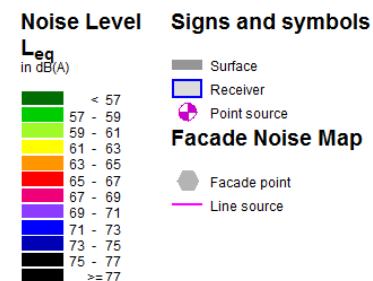 Noise Level
Leq
in dB(A)
< 57
57 - 59
59 - 61
61 - 63
63 - 65
65 - 67
67 - 69
69 - 71
71 - 73
73 - 75
75 - 77
>= 77
Signs and symbols
Surface
Receiver
Point source
Facade Noise Map
Facade point
Line source